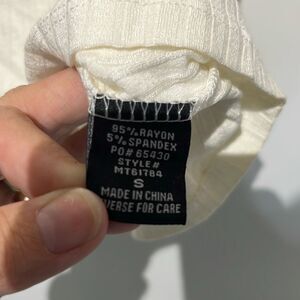 95% RAYON
5% SPANDEX
PO# 65430
STYLE#
MT61784
S
MADE IN CHINA
VERSE FOR CARE